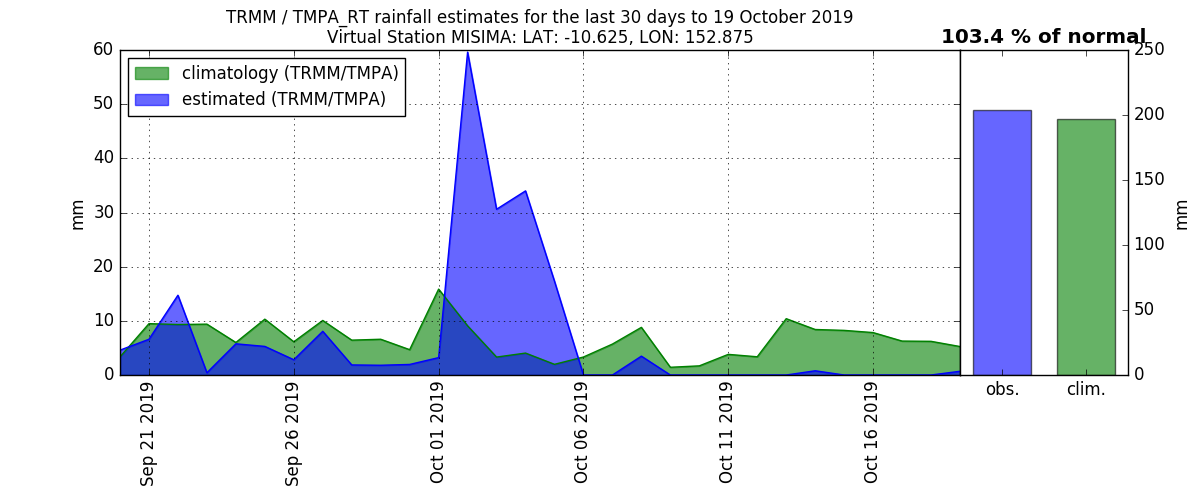 TRMM / TMPA_RT rainfall estimates for the last 30 days to 19 October 2019
Virtual Station MISIMA: LAT: -10.625, LON: 152.875
103.4 % of normal
climatology (TRMM/TMPA)
estimated (TRMM/TMPA)
60
50
40
30
20
10
0
mm
Sep 21 2019
Sep 26 2019
Oct 01 2019
Oct 06 2019
Oct 11 2019
Oct 16 2019
250
200
150
100
50
0
mm
obs.
clim.